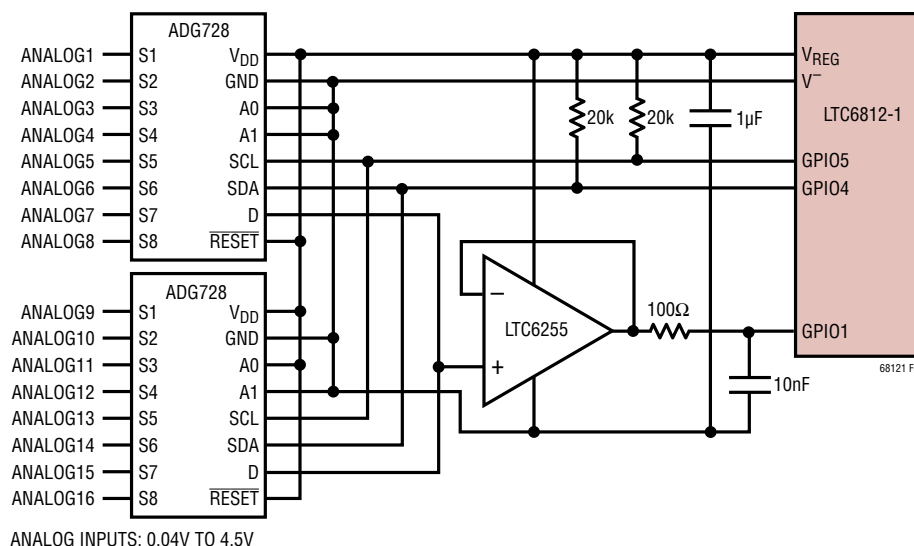 ADG728
ANALOG1 S1 VDD
ANALOG2 S2 GND
ANALOG3 S3 A0
ANALOG4 S4 A1
ANALOG5 S5 SCL
ANALOG6 S6 SDA
ANALOG7 S7 D
ANALOG8 S8 RESET
ADG728
ANALOG9 S1 VDD
ANALOG10 S2 GND
ANALOG11 S3 A0
ANALOG12 S4 A1
ANALOG13 S5 SCL
ANALOG14 S6 SDA
ANALOG15 S7 D
ANALOG16 S8 RESET
20k
20k
1µF
VREG
V–
LTC6812-1
GPIO5
GPIO4
GPIO1
–
LTC6255
+
100Ω
10nF
68121 F
ANALOG INPUTS: 0.04V TO 4.5V